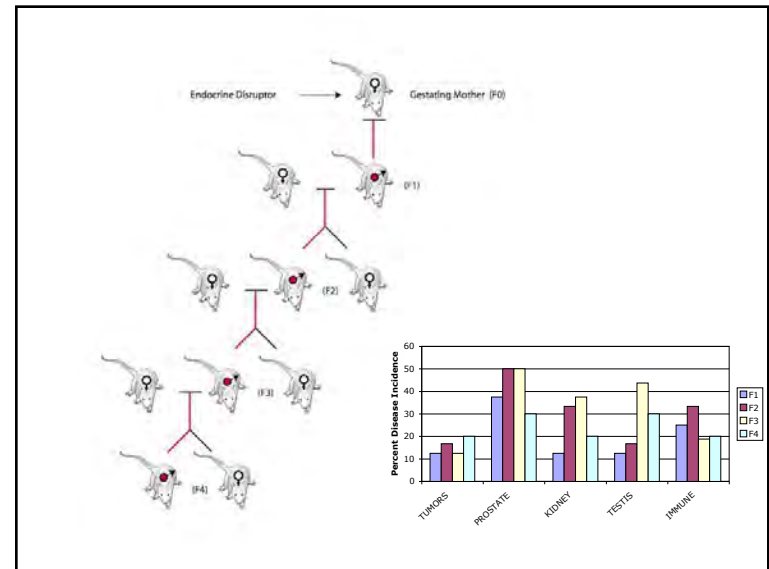 Endocrine Disruptor
Gestating Mother (F0)
(F1)
(F2)
(F3)
(F4)
Percent Disease Incidence
60
50
40
30
20
10
0
TUMORS
PROSTATE
KIDNEY
TESTIS
IMMUNE
F1
F2
F3
F4